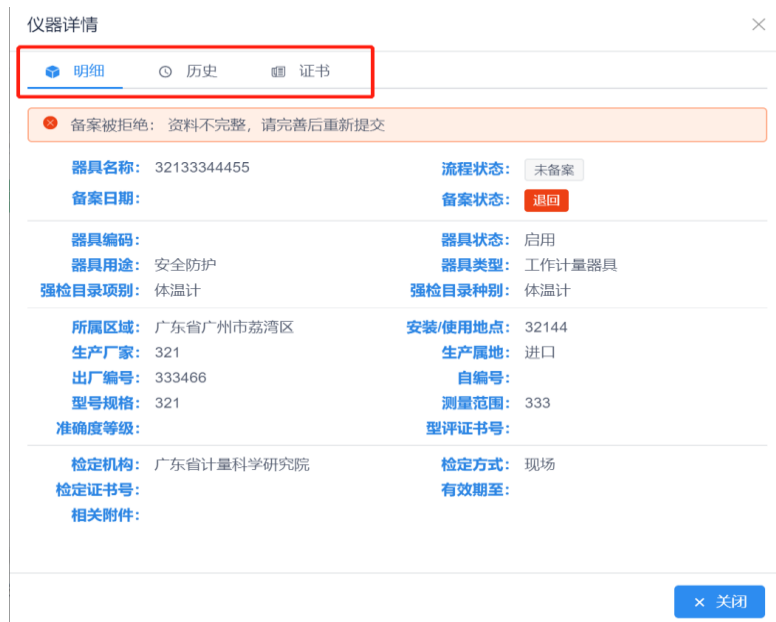 仪器详情
明细 历史 证书
备案被拒绝： 资料不完整，请完善后重新提交
器具名称： 32133344455 流程状态： 未备案
备案日期： 备案状态： 退回
器具编码： 器具状态： 启用
器具用途： 安全防护 器具类型： 工作计量器具
强检目录项别： 体温计 强检目录种别： 体温计
所属区域： 广东省广州市荔湾区 安装/使用地点： 32144
生产厂家： 321 生产属地： 进口
出厂编号： 333466 自编号：
型号规格： 321 测量范围： 333
准确度等级： 型评证书号：
检定机构： 广东省计量科学研究院 检定方式： 现场
检定证书号： 有效期至：
相关附件：
× 关闭